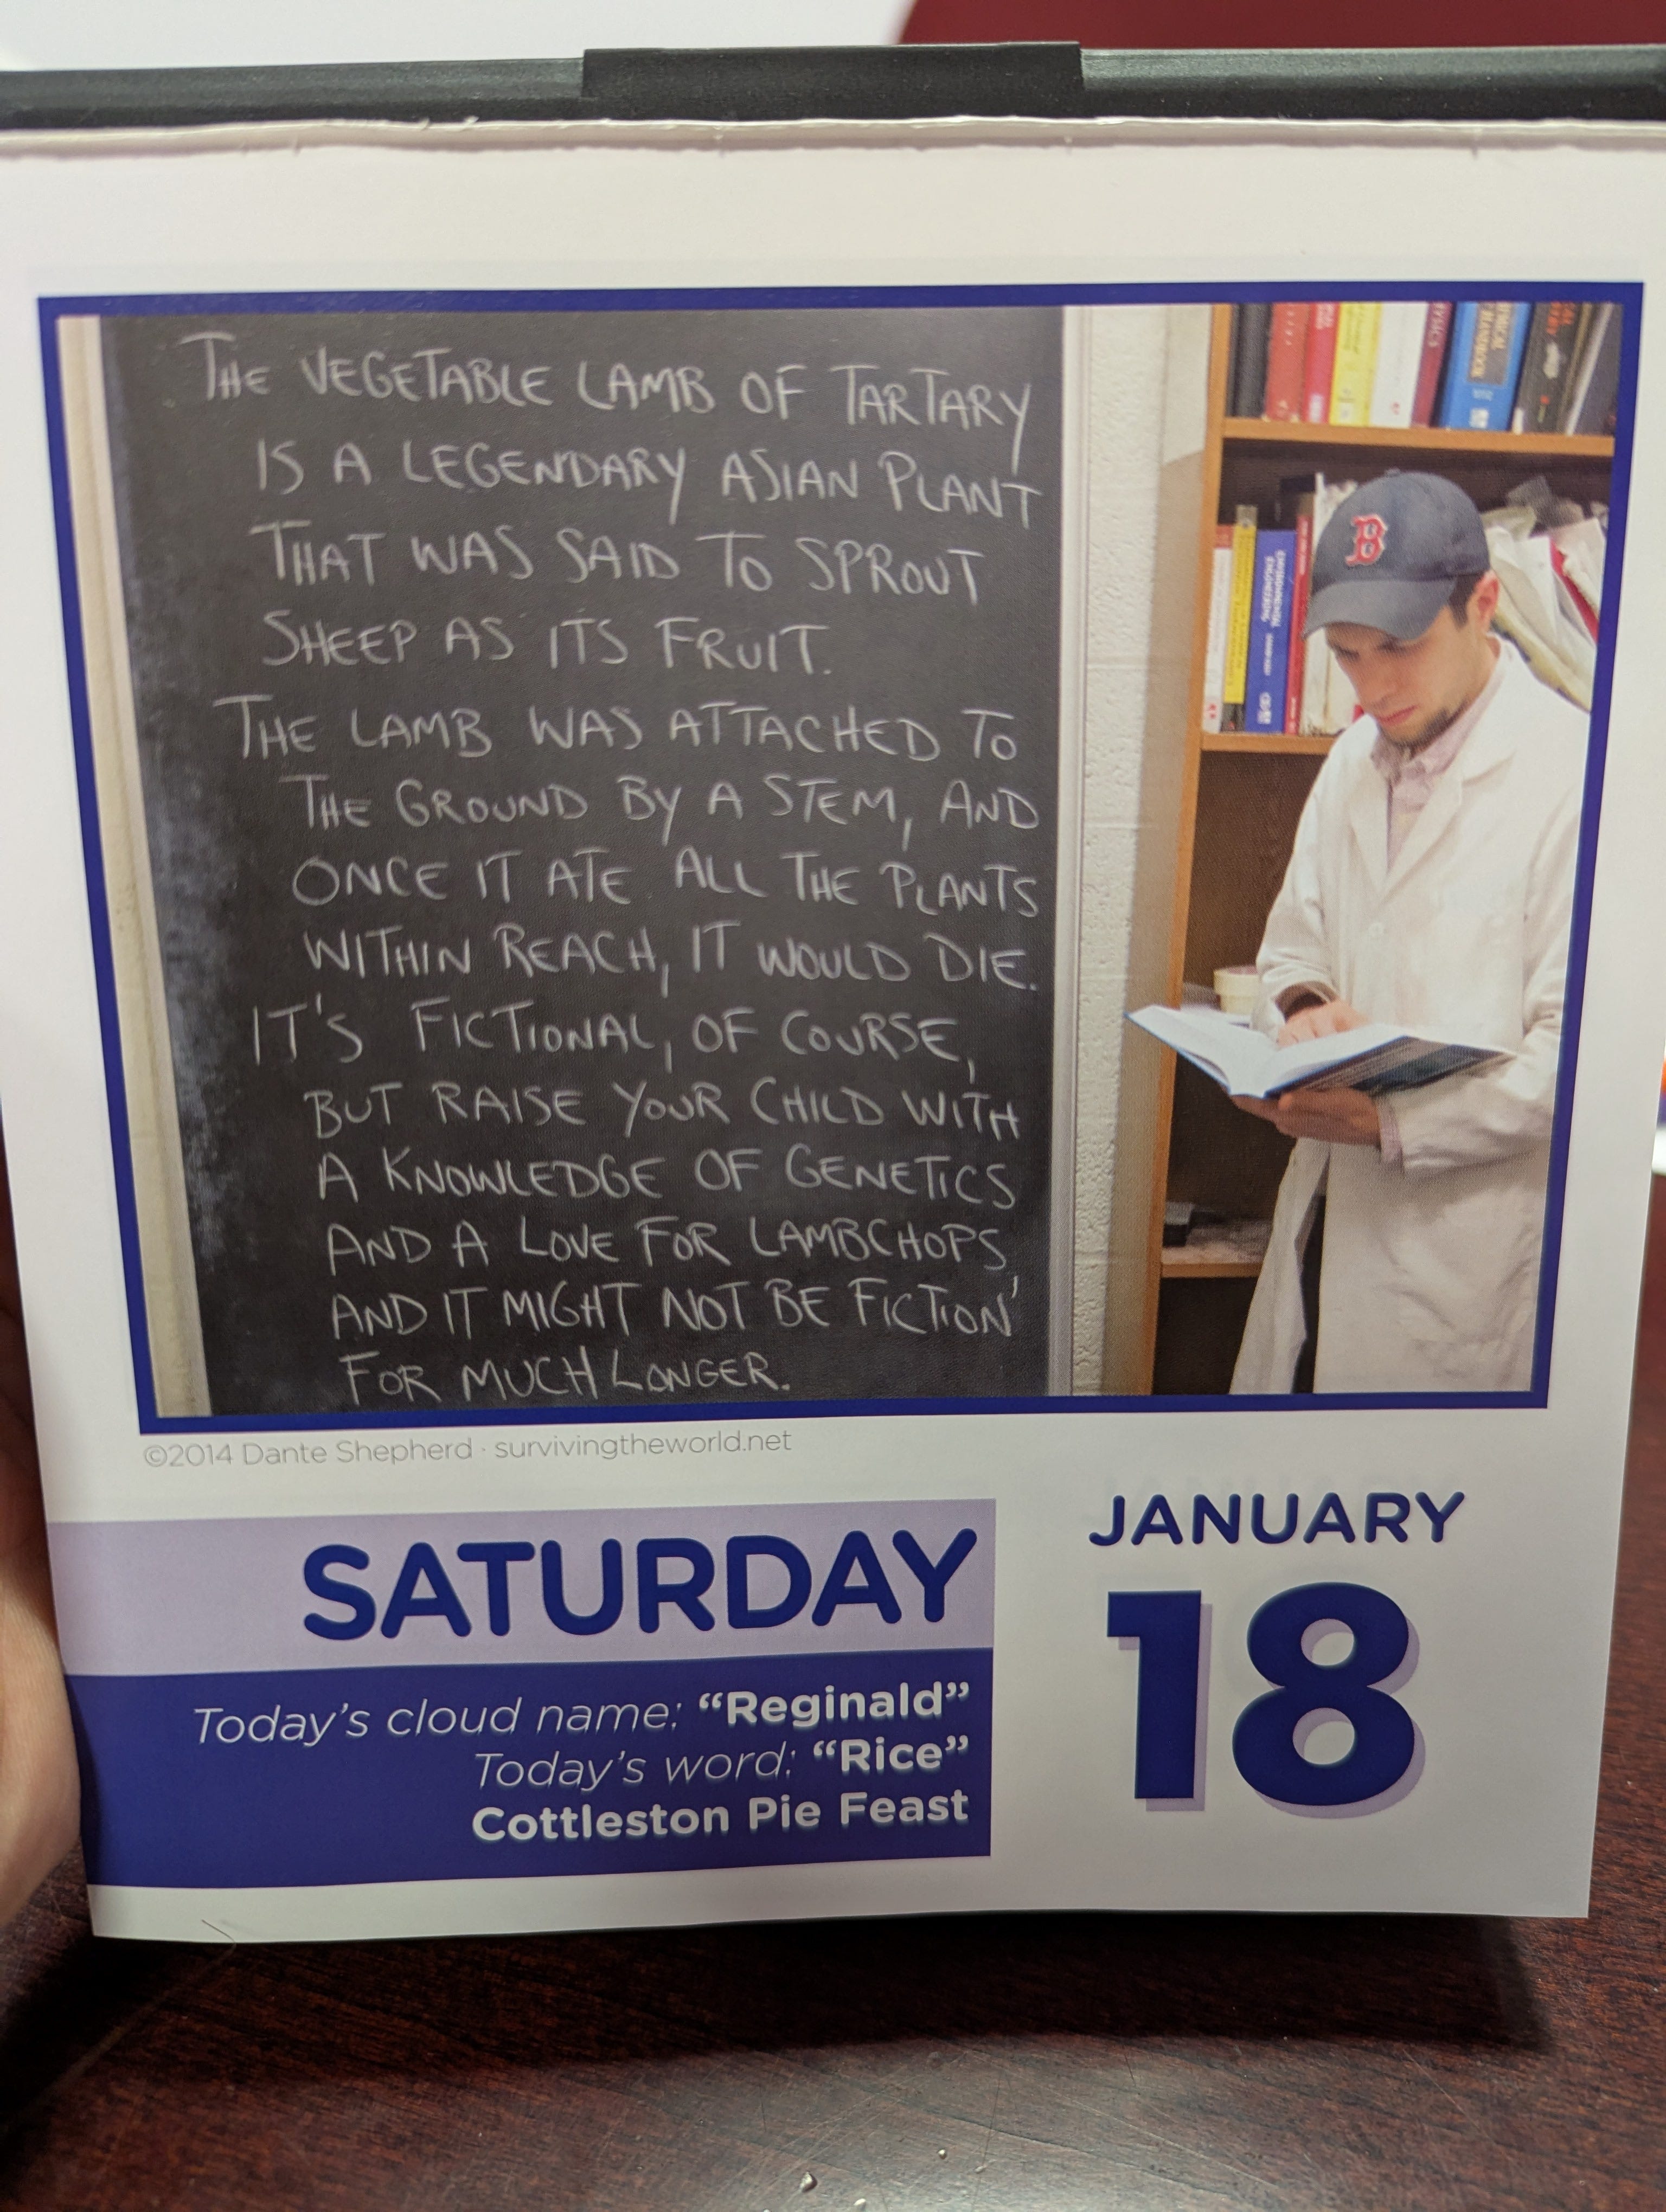 THE VEGETABLE LAMB OF TARTARY
IS A LEGENDARY ASIAN PLANT
THAT WAS SAID TO SPROUT
SHEEP AS ITS FRUIT.
THE LAMB WAS ATTACHED TO
THE GROUND BY A STEM, AND
ONCE IT ATE ALL THE PLANTS
WITHIN REACH, IT WOULD DIE.
IT'S FICTIONAL, OF COURSE,
BUT RAISE YOUR CHILD WITH
A KNOWLEDGE OF GENETICS
AND A LOVE FOR LAMBCHOPS,
AND IT MIGHT NOT BE FICTION
FOR MUCH LONGER.
B
©2014 Dante Shepherd · survivingtheworld.net
SATURDAY
Today's cloud name: “Reginald”
Today's word: “Rice”
Cottleston Pie Feast
JANUARY
18